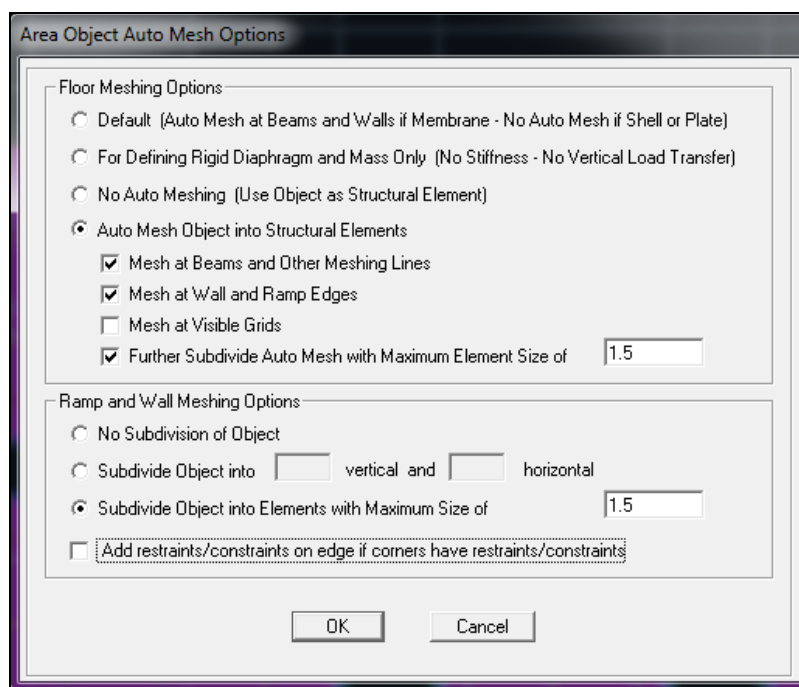 Area Object Auto Mesh Options
Floor Meshing Options
Default (Auto Mesh at Beams and Walls if Membrane - No Auto Mesh if Shell or Plate)
For Defining Rigid Diaphragm and Mass Only (No Stiffness - No Vertical Load Transfer)
No Auto Meshing (Use Object as Structural Element)
Auto Mesh Object into Structural Elements
Mesh at Beams and Other Meshing Lines
Mesh at Wall and Ramp Edges
Mesh at Visible Grids
Further Subdivide Auto Mesh with Maximum Element Size of 1.5
Ramp and Wall Meshing Options
No Subdivision of Object
Subdivide Object into vertical and horizontal
Subdivide Object into Elements with Maximum Size of 1.5
Add restraints/constraints on edge if corners have restraints/constraints
OK Cancel